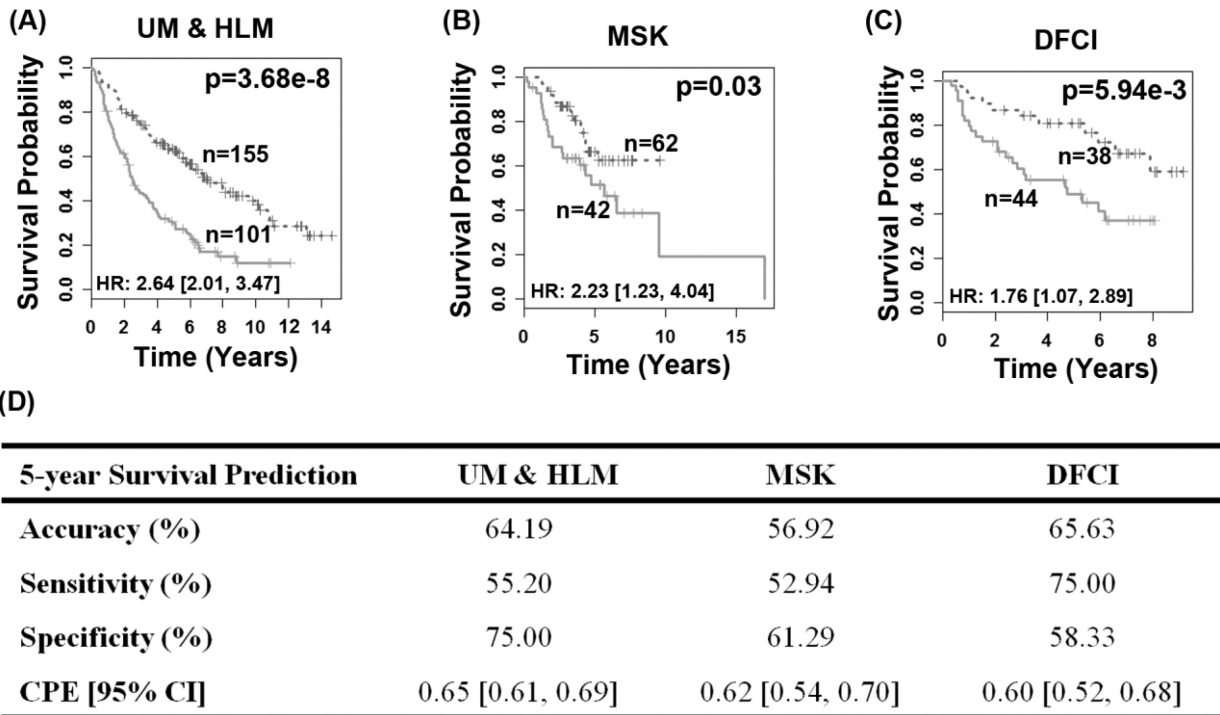 (A)
UM & HLM
p=3.68e-8
n=155
n=101
HR: 2.64 [2.01, 3.47]
Survival Probability
0.0 0.2 0.4 0.6 0.8 1.0
0 2 4 6 8 10 12 14
Time (Years)
(B)
MSK
p=0.03
n=62
n=42
HR: 2.23 [1.23, 4.04]
Survival Probability
0.0 0.2 0.4 0.6 0.8 1.0
0 5 10 15
Time (Years)
(C)
DFCI
p=5.94e-3
n=38
n=44
HR: 1.76 [1.07, 2.89]
Survival Probability
0.0 0.2 0.4 0.6 0.8 1.0
0 2 4 6 8
Time (Years)
(D)
5-year Survival Prediction UM & HLM MSK DFCI
Accuracy (%) 64.19 56.92 65.63
Sensitivity (%) 55.20 52.94 75.00
Specificity (%) 75.00 61.29 58.33
CPE [95% CI] 0.65 [0.61, 0.69] 0.62 [0.54, 0.70] 0.60 [0.52, 0.68]